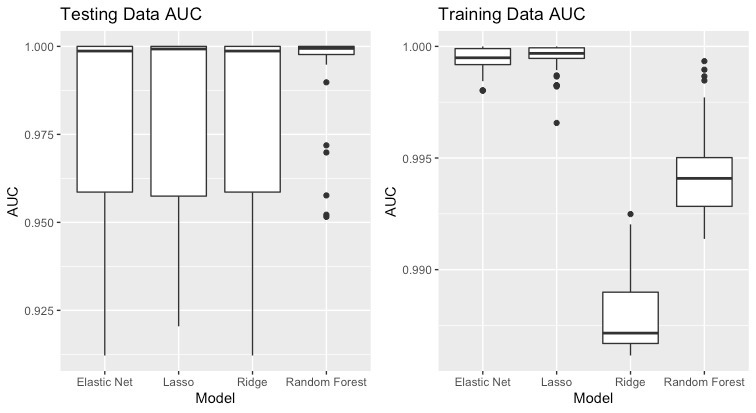 Testing Data AUC
1.000
0.975
0.950
0.925
AUC
Elastic Net
Lasso
Ridge
Random Forest
Model
Training Data AUC
1.000
0.995
0.990
AUC
Elastic Net
Lasso
Ridge
Random Forest
Model